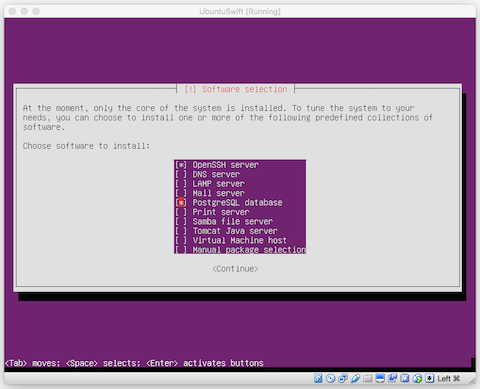 UbuntuSwift [Running]
[!] Software selection
At the moment, only the core of the system is installed. To tune the system to your
needs, you can choose to install one or more of the following predefined collections of
software.
Choose software to install:
[*] OpenSSH server
[ ] DNS server
[ ] LAMP server
[ ] Mail server
[*] PostgreSQL database
[ ] Print server
[ ] Samba file server
[ ] Tomcat Java server
[ ] Virtual Machine host
[ ] Manual package selection
<Continue>
<Tab> moves; <Space> selects; <Enter> activates buttons
Left ⌘